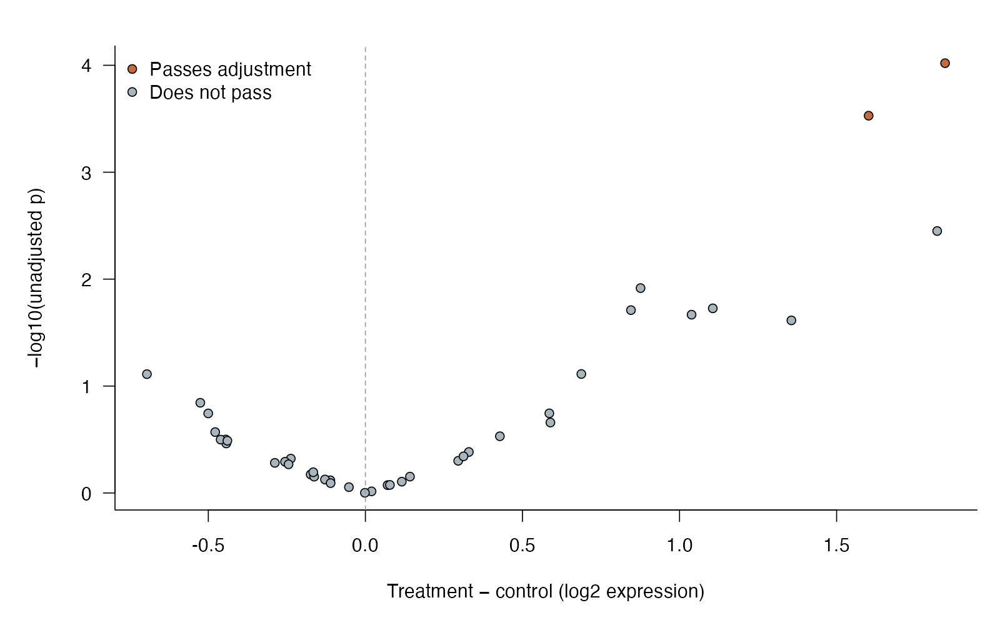 Passes adjustment
Does not pass
4
3
2
1
0
−log10(unadjusted p)
-0.5 0.0 0.5 1.0 1.5
Treatment − control (log2 expression)